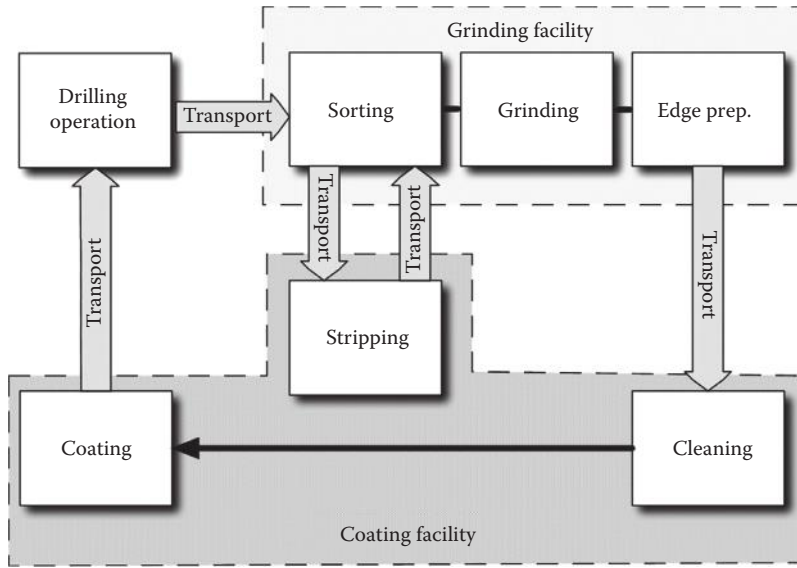 Grinding facility
Drilling
operation
Transport
Sorting
Grinding
Edge prep.
Transport
Transport
Transport
Transport
Stripping
Coating
Cleaning
Coating facility